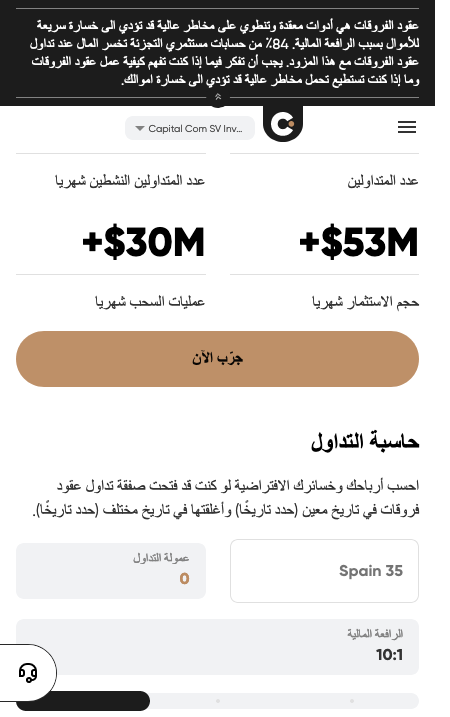 عقود الفروقات هي أدوات معقدة وتنطوي على مخاطر عالية قد تؤدي الى خسارة سريعة
للأموال بسبب الرافعة المالية. 84٪ من حسابات مستثمري التجزئة تخسر المال عند تداول
عقود الفروقات مع هذا المزود. يجب أن تفكر فيما إذا كنت تفهم كيفية عمل عقود الفروقات
وما إذا كنت تستطيع تحمل مخاطر عالية قد تؤدي الى خسارة اموالك.
Capital Com SV Inv...
عدد المتداولين
عدد المتداولين النشطين شهريا
+$53M
+$30M
حجم الاستثمار شهريا
عمليات السحب شهريا
جرّب الآن
حاسبة التداول
احسب أرباحك وخسائرك الافتراضية لو كنت قد فتحت صفقة تداول عقود
فروقات في تاريخ معين (حدد تاريخًا) وأغلقتها في تاريخ مختلف (حدد تاريخًا).
Spain 35
عمولة التداول
0
الرافعة المالية
10:1